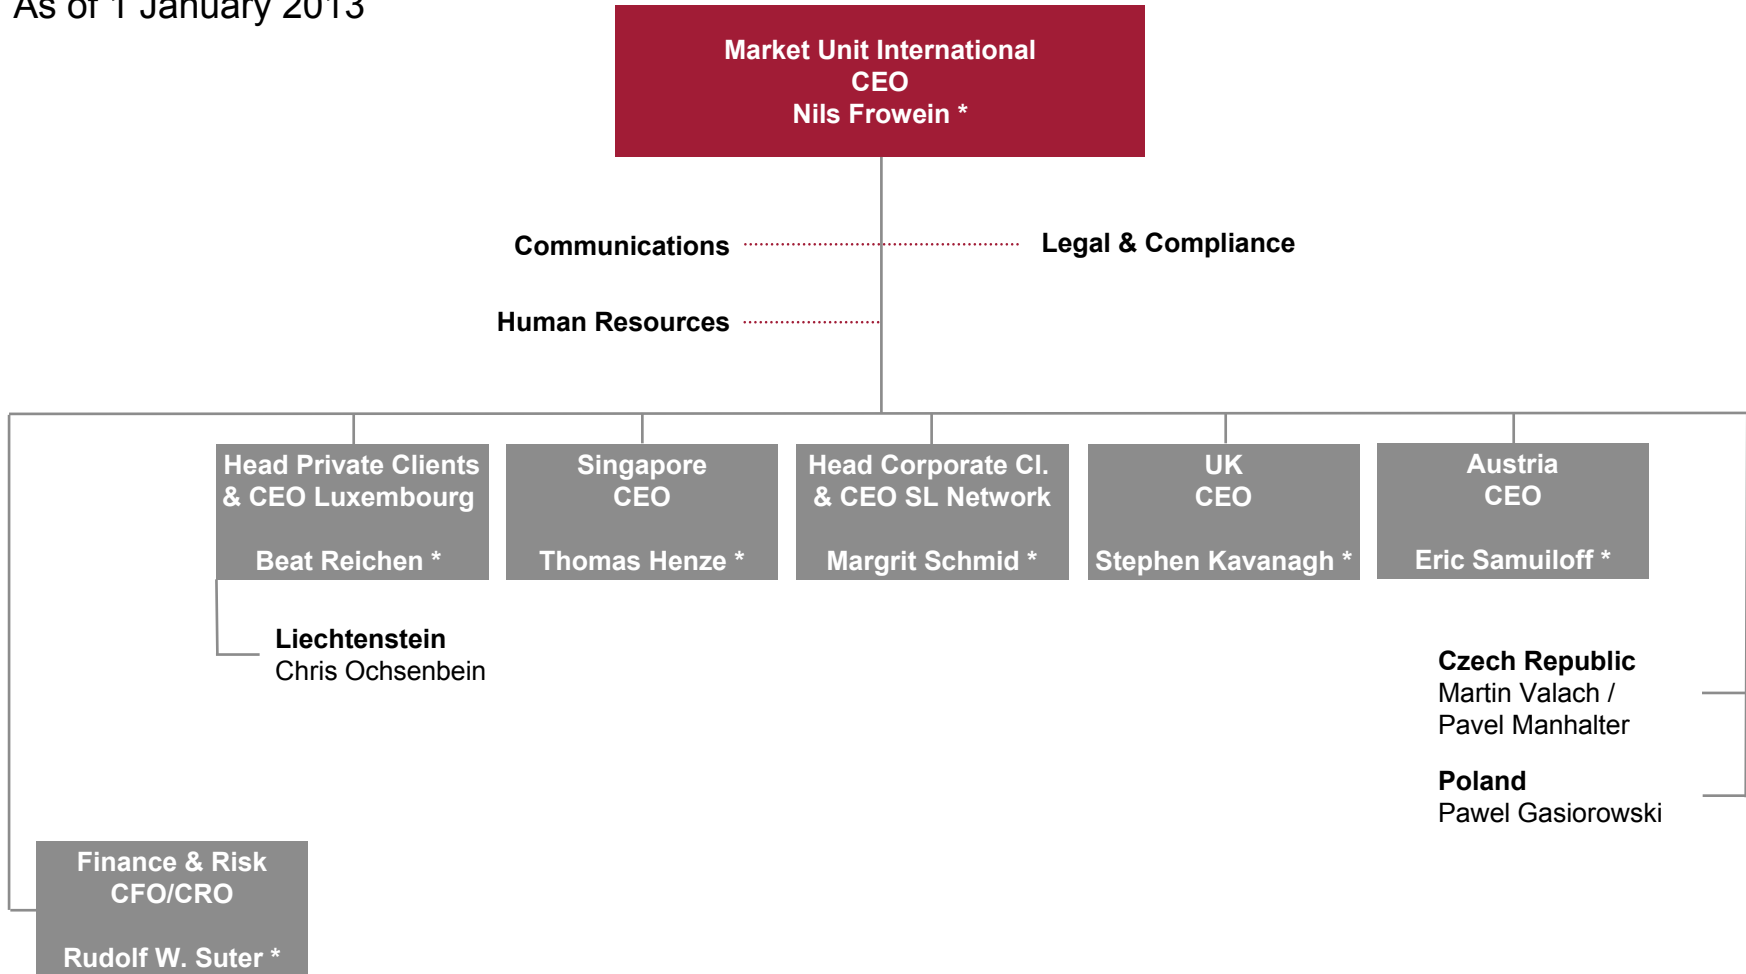 As of 1 January 2013
Market Unit International
CEO
Nils Frowein *
Communications
Legal & Compliance
Human Resources
Head Private Clients
& CEO Luxembourg
Beat Reichen *
Singapore
CEO
Thomas Henze *
Head Corporate Cl.
& CEO SL Network
Margrit Schmid *
UK
CEO
Stephen Kavanagh *
Austria
CEO
Eric Samuiloff *
Liechtenstein
Chris Ochsenbein
Czech Republic
Martin Valach /
Pavel Manhalter
Poland
Pawel Gasiorowski
Finance & Risk
CFO/CRO
Rudolf W. Suter *